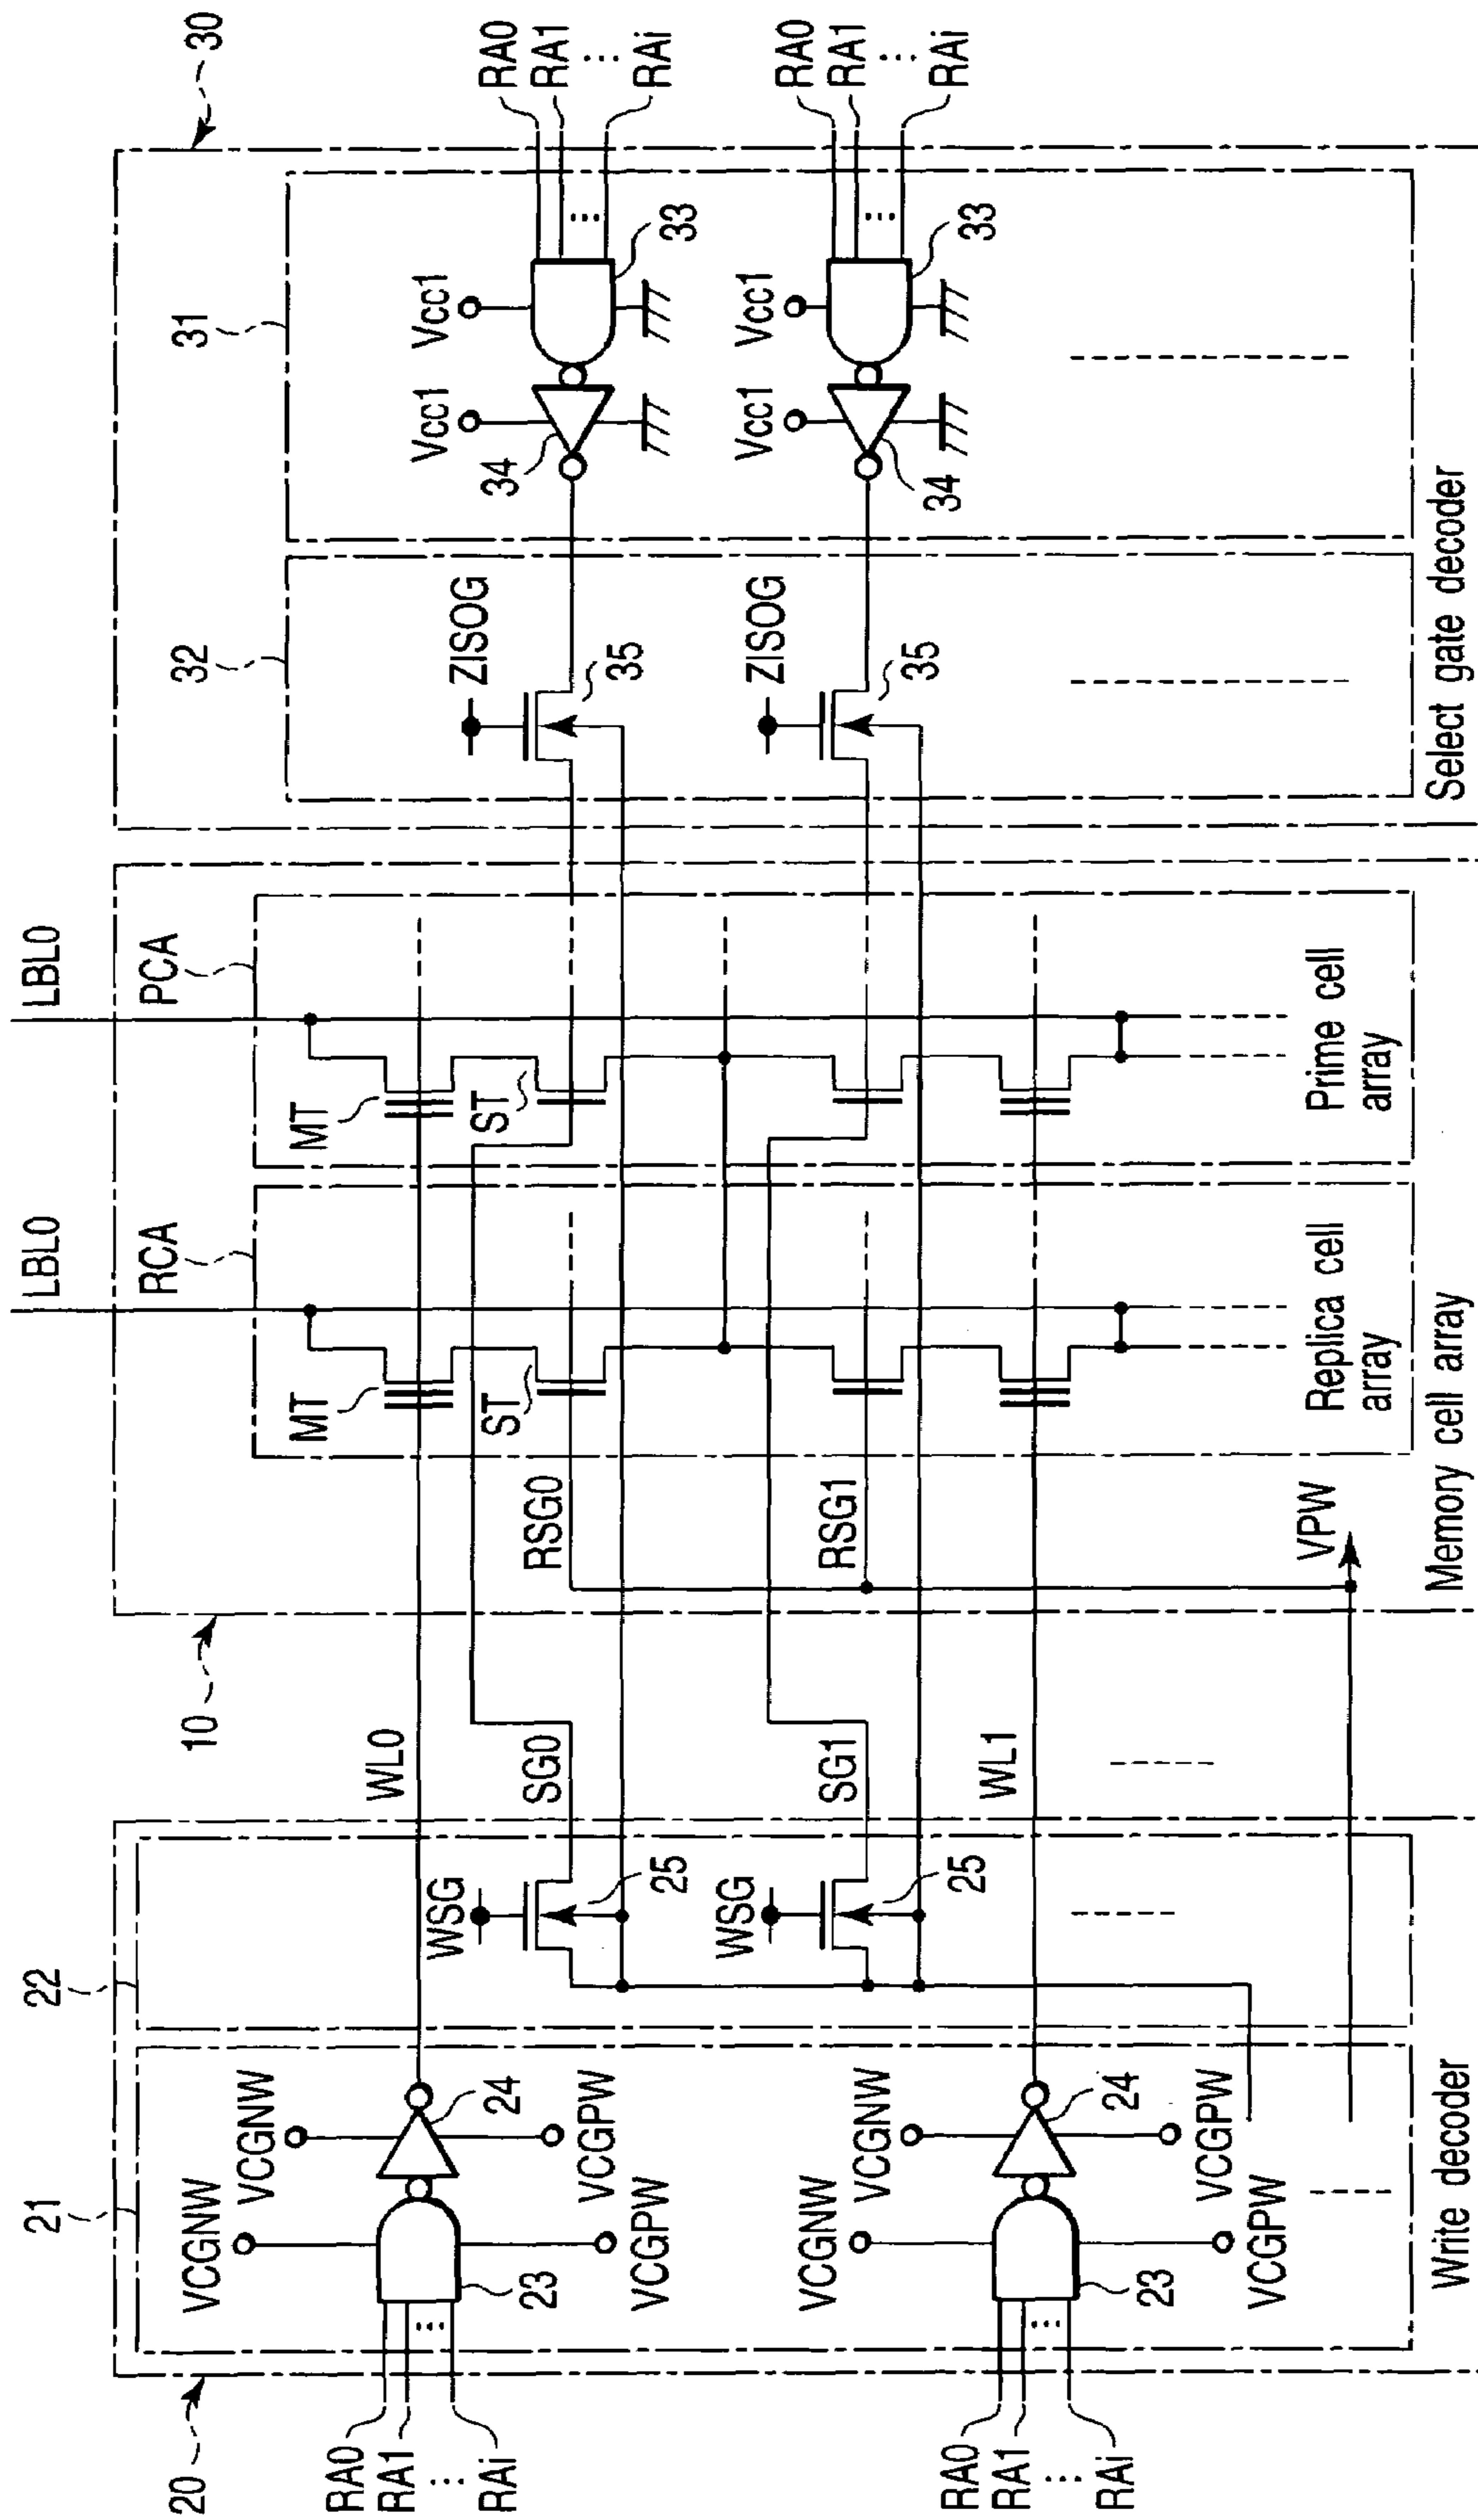 20
21
22
RA0
RA1
⋮
RAi
VCGNW
VCGNW
23
24
VCGPW
VCGPW
RA0
RA1
⋮
RAi
VCGNW
VCGNW
23
24
VCGPW
VCGPW
Write decoder
WSG
25
WSG
25
WL0
SG0
SG1
WL1
10
RSG0
RSG1
VPW
LBL0
RCA
MT
ST
Replica cell
array
LBL0
PCA
MT
ST
Prime cell
array
Memory cell array
30
32
ZISOG
35
ZISOG
35
31
Vcc1
Vcc1
34
33
RA0
RA1
⋮
RAi
Vcc1
Vcc1
34
33
RA0
RA1
⋮
RAi
Select gate decoder